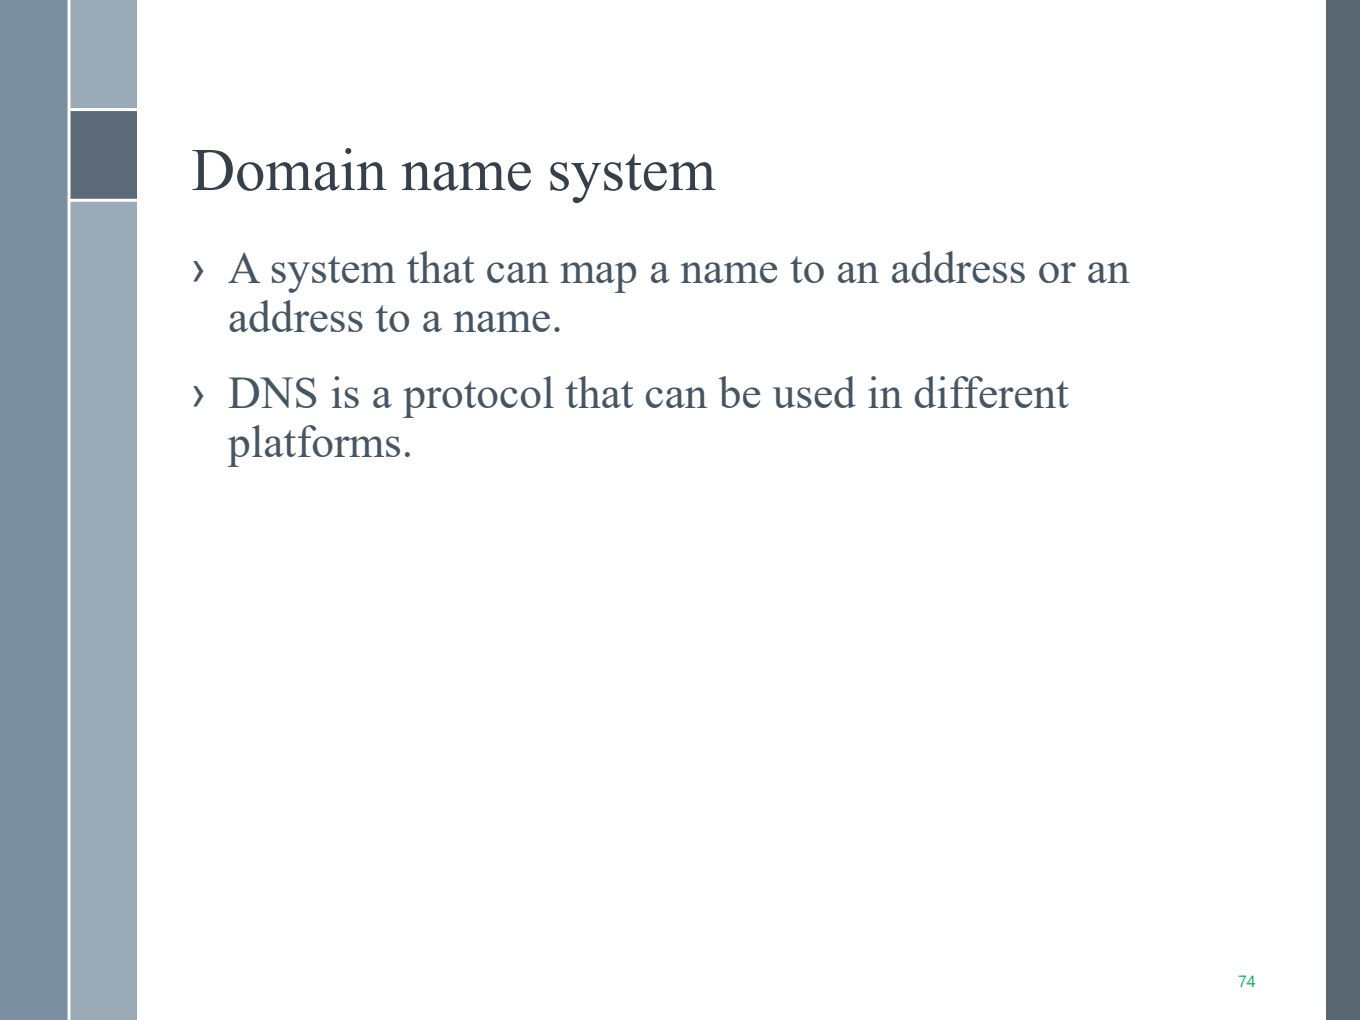 Domain name system
› A system that can map a name to an address or an
address to a name.
› DNS is a protocol that can be used in different
platforms.
74